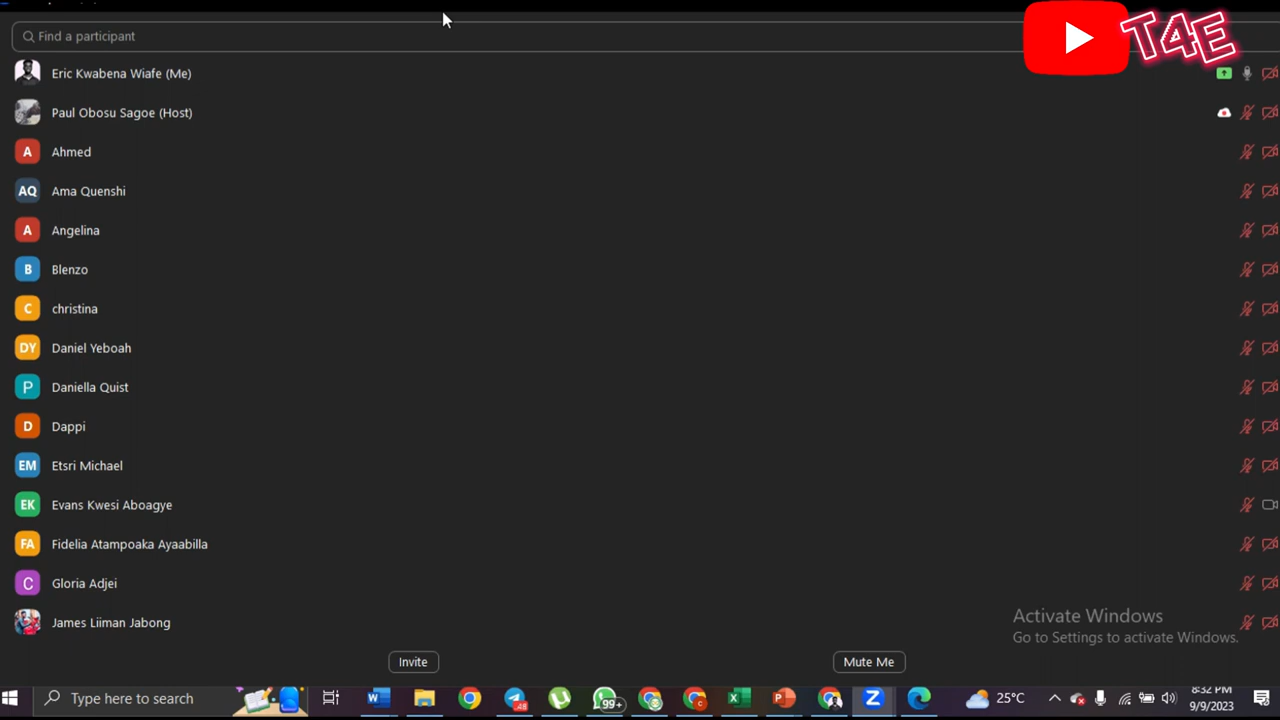 Find a participant
T4E
Eric Kwabena Wiafe (Me)
Paul Obosu Sagoe (Host)
A Ahmed
AQ Ama Quenshi
A Angelina
B Blenzo
C christina
DY Daniel Yeboah
P Daniella Quist
D Dappi
EM Etsri Michael
EK Evans Kwesi Aboagye
FA Fidelia Atampoaka Ayaabilla
C Gloria Adjei
James Liiman Jabong
Activate Windows
Go to Settings to activate Windows.
Invite
Mute Me
Type here to search
48
99+
25°C
8:32 PM
9/9/2023